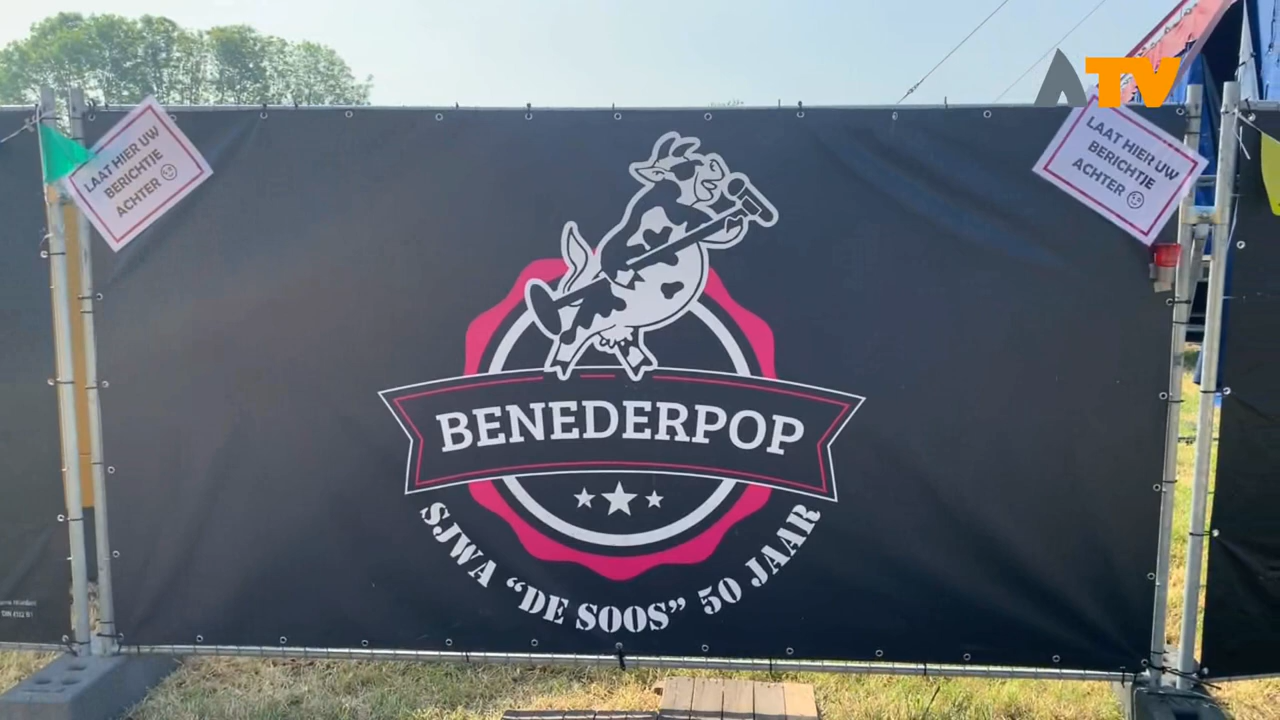 ATV
LAAT HIER UW
BERICHTJE
ACHTER
LAAT HIER UW
BERICHTJE
ACHTER
BENEDERPOP
SJWA “DE SOOS” 50 JAAR